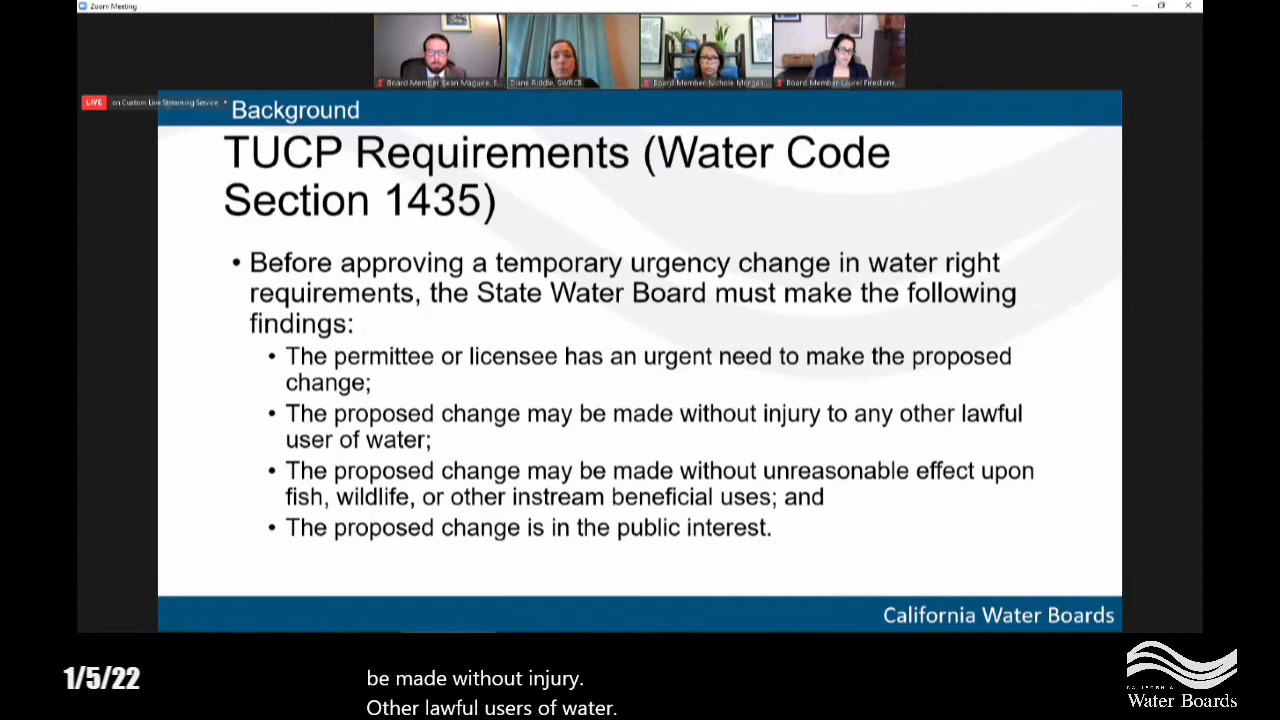 Zoom Meeting
Board Member Sean Maguire, S...
Diane Riddle, SWRCB
Board Member Nichole Morgan...
Board Member Laurel Firestone,...
LIVE on Custom Live Streaming Service
Background
TUCP Requirements (Water Code
Section 1435)
• Before approving a temporary urgency change in water right
requirements, the State Water Board must make the following
findings:
• The permittee or licensee has an urgent need to make the proposed
change;
• The proposed change may be made without injury to any other lawful
user of water;
• The proposed change may be made without unreasonable effect upon
fish, wildlife, or other instream beneficial uses; and
• The proposed change is in the public interest.
California Water Boards
1/5/22
be made without injury.
Other lawful users of water.
CALIFORNIA
Water Boards